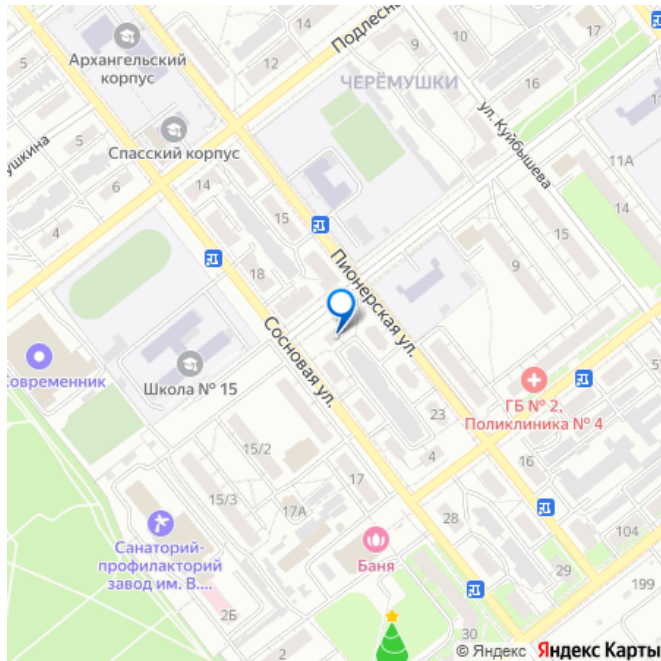 14
17
5
Архангельский
корпус
12
Подлесн
9
10
ЧЕРЁМУШКИ
16
ул. Куйбышева
ушкина
Спасский корпус
5
6
14
11А
14
4
15
15
18
9
Пионерская ул.
Современник
Школа № 15
Сосновая ул.
ГБ № 2,
Поликлиника № 4
23
15/2
4
16
15/3
17
17А
28
104
Санаторий-
профилакторий
завод им. В....
Баня
29
2Б
199
30
2
© Яндекс Яндекс Карты